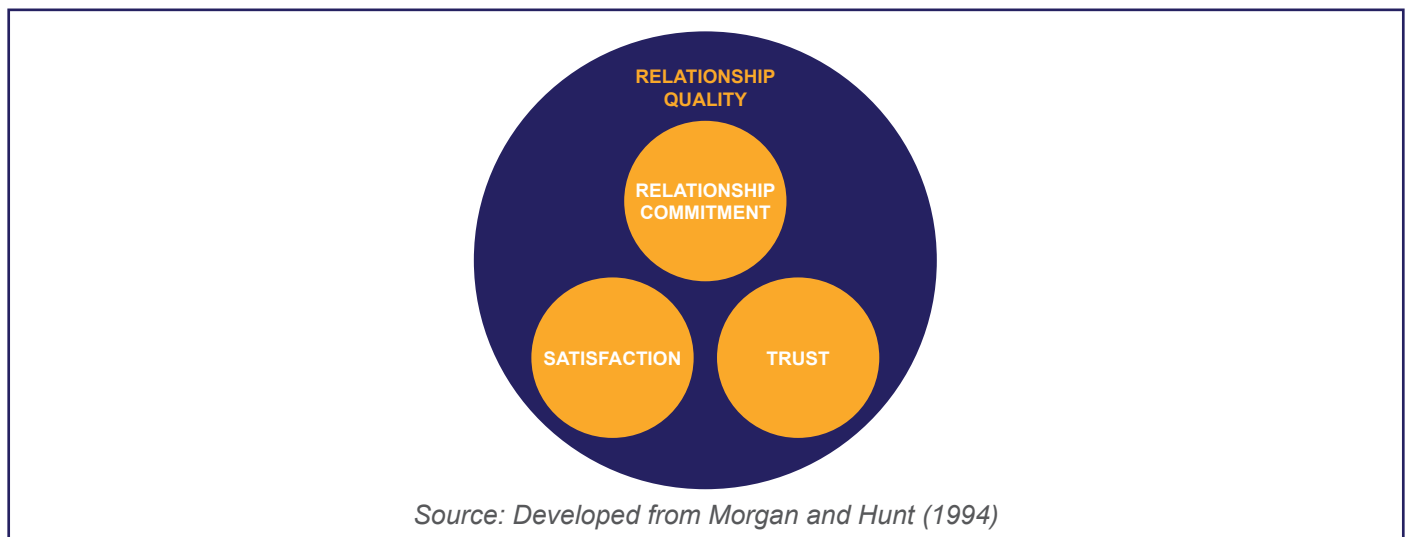 RELATIONSHIP
QUALITY
RELATIONSHIP
COMMITMENT
SATISFACTION
TRUST
Source: Developed from Morgan and Hunt (1994)